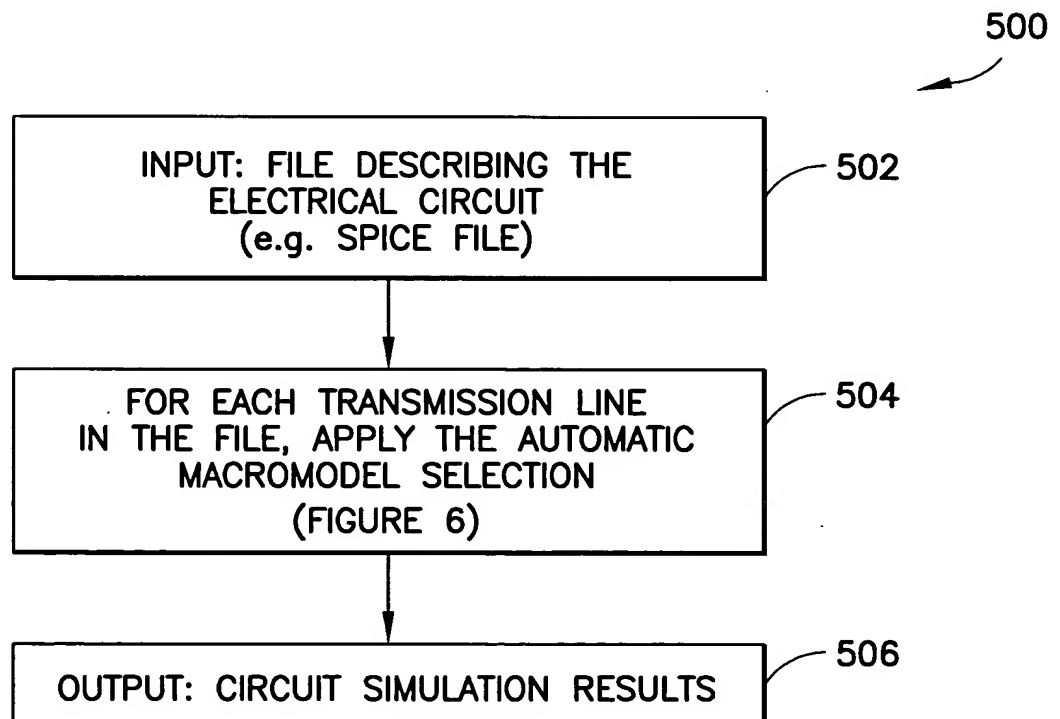 500
INPUT: FILE DESCRIBING THE
ELECTRICAL CIRCUIT
(e.g. SPICE FILE)
502
FOR EACH TRANSMISSION LINE
IN THE FILE, APPLY THE AUTOMATIC
MACROMODEL SELECTION
(FIGURE 6)
504
OUTPUT: CIRCUIT SIMULATION RESULTS
506